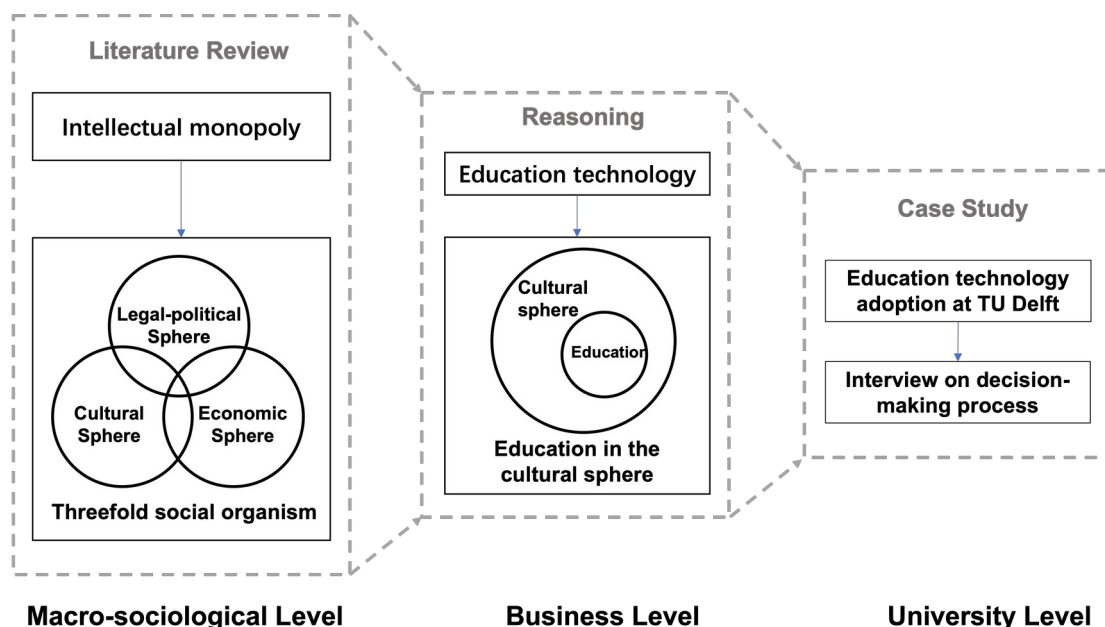 Literature Review
Intellectual monopoly
Legal-political
Sphere
Cultural
Sphere
Economic
Sphere
Threefold social organism
Macro-sociological Level
Reasoning
Education technology
Cultural
sphere
Education
Education in the
cultural sphere
Business Level
Case Study
Education technology
adoption at TU Delft
Interview on decision-
making process
University Level